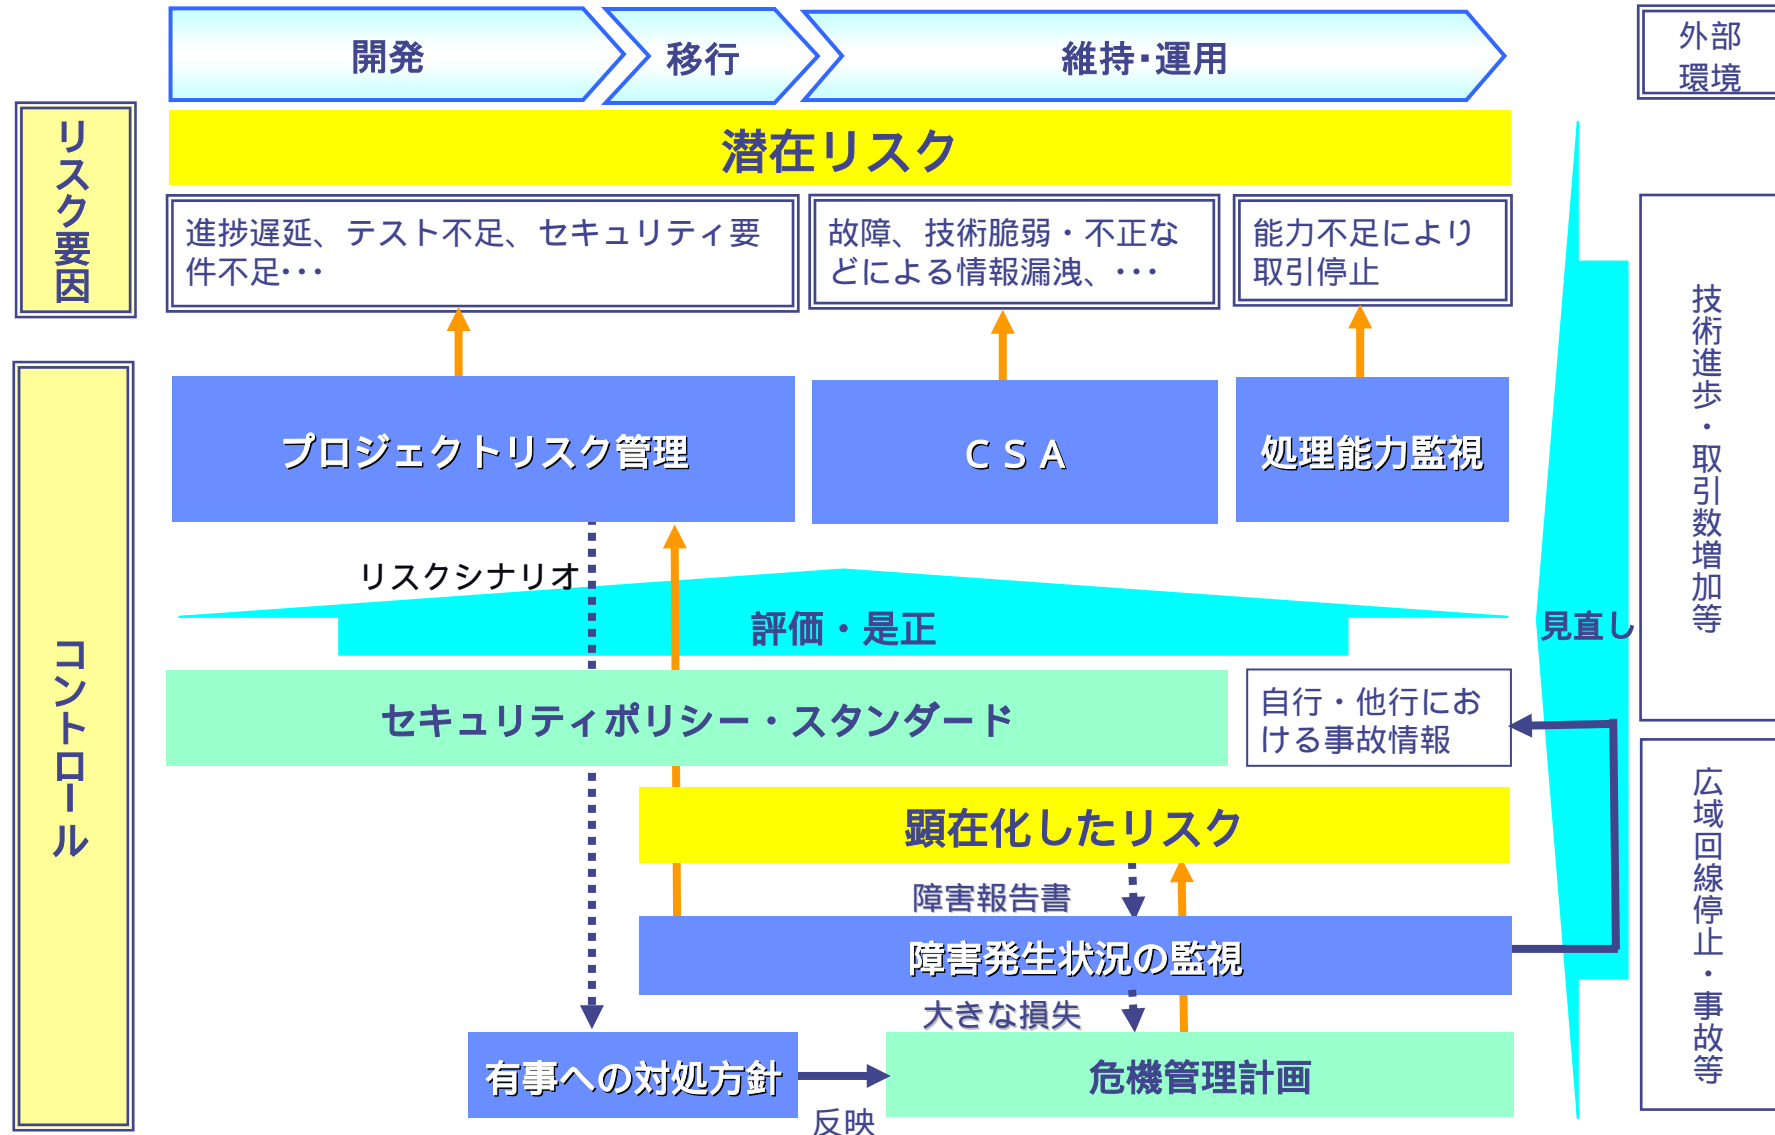 開発
移行
維持・運用
外部
環境
リスク要因
潜在リスク
進捗遅延、テスト不足、セキュリティ要
件不足･･･
故障、技術脆弱・不正な
どによる情報漏洩、･･･
能力不足により
取引停止
技術進歩・取引数増加等
コントロール
プロジェクトリスク管理
ＣＳＡ
処理能力監視
リスクシナリオ
評価・是正
見直し
セキュリティポリシー・スタンダード
自行・他行にお
ける事故情報
顕在化したリスク
広域回線停止・事故等
障害報告書
障害発生状況の監視
大きな損失
有事への対処方針
危機管理計画
反映